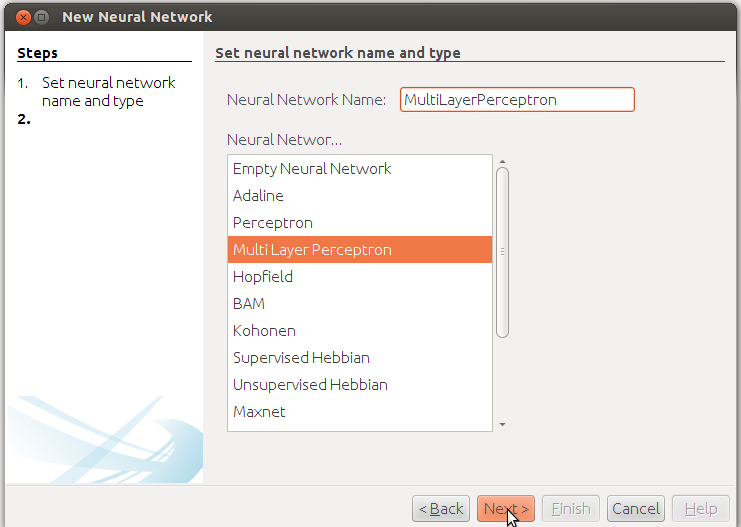 New Neural Network
Steps
1. Set neural network
name and type
2.
Set neural network name and type
Neural Network Name: MultiLayerPerceptron
Neural Networ...
Empty Neural Network
Adaline
Perceptron
Multi Layer Perceptron
Hopfield
BAM
Kohonen
Supervised Hebbian
Unsupervised Hebbian
Maxnet
< Back Next > Finish Cancel Help